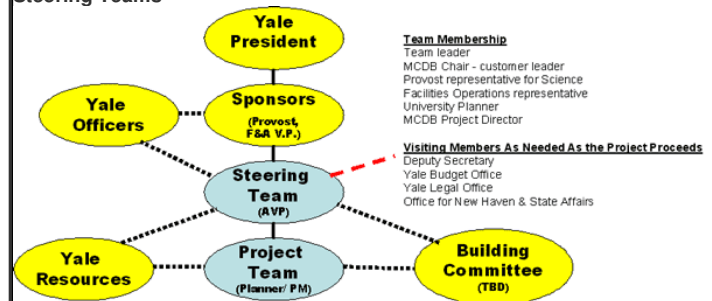 Steering Teams
Yale
President
Sponsors
(Provost,
F&A V.P.)
Yale
Officers
Steering
Team
(AVP)
Yale
Resources
Project
Team
(Planner/ PM)
Building
Committee
(TBD)
Team Membership
Team leader
MCDB Chair - customer leader
Provost representative for Science
Facilities Operations representative
University Planner
MCDB Project Director
Visiting Members As Needed As the Project Proceeds
Deputy Secretary
Yale Budget Office
Yale Legal Office
Office for New Haven & State Affairs